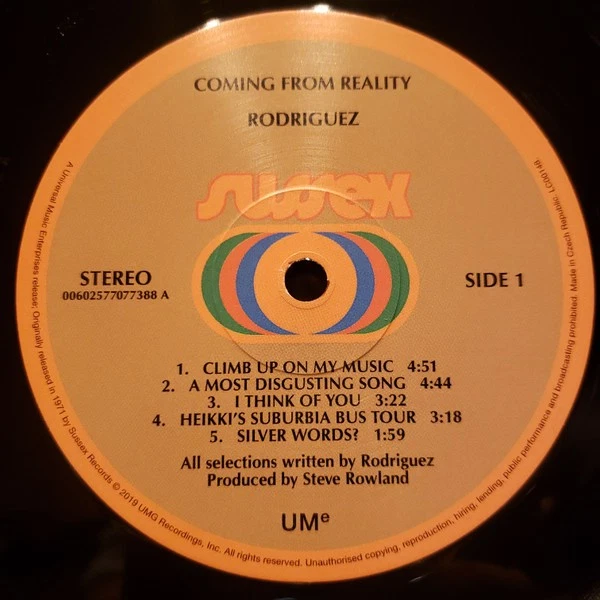 COMING FROM REALITY
RODRIGUEZ
sussex
STEREO
00602577077388 A
SIDE 1
1. CLIMB UP ON MY MUSIC 4:51
2. A MOST DISGUSTING SONG 4:44
3. I THINK OF YOU 3:22
4. HEIKKI'S SUBURBIA BUS TOUR 3:18
5. SILVER WORDS? 1:59
All selections written by Rodriguez
Produced by Steve Rowland
UMe
A Universal Music Enterprises release; Originally released in 1971 by Sussex Records © 2019 UMG Recordings, Inc. All rights reserved. Unauthorised copying, reproduction, hiring, lending, public performance and broadcasting prohibited. Made in Czech Republic. LC00148